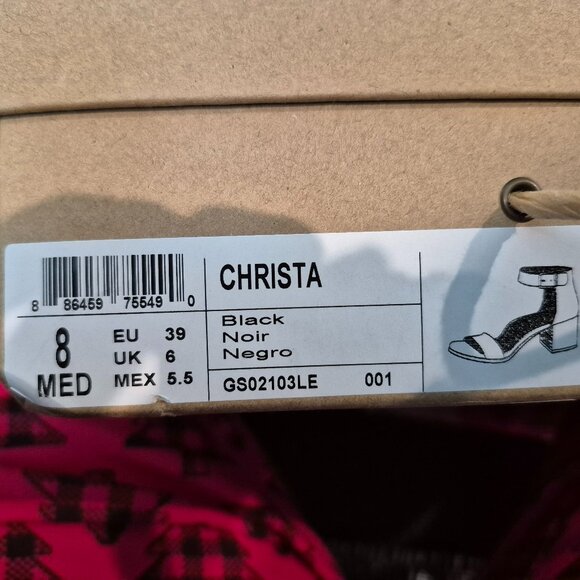 CHRISTA
8 86459 75549 0
Black
Noir
Negro
8
MED
EU 39
UK 6
MEX 5.5
GS02103LE 001